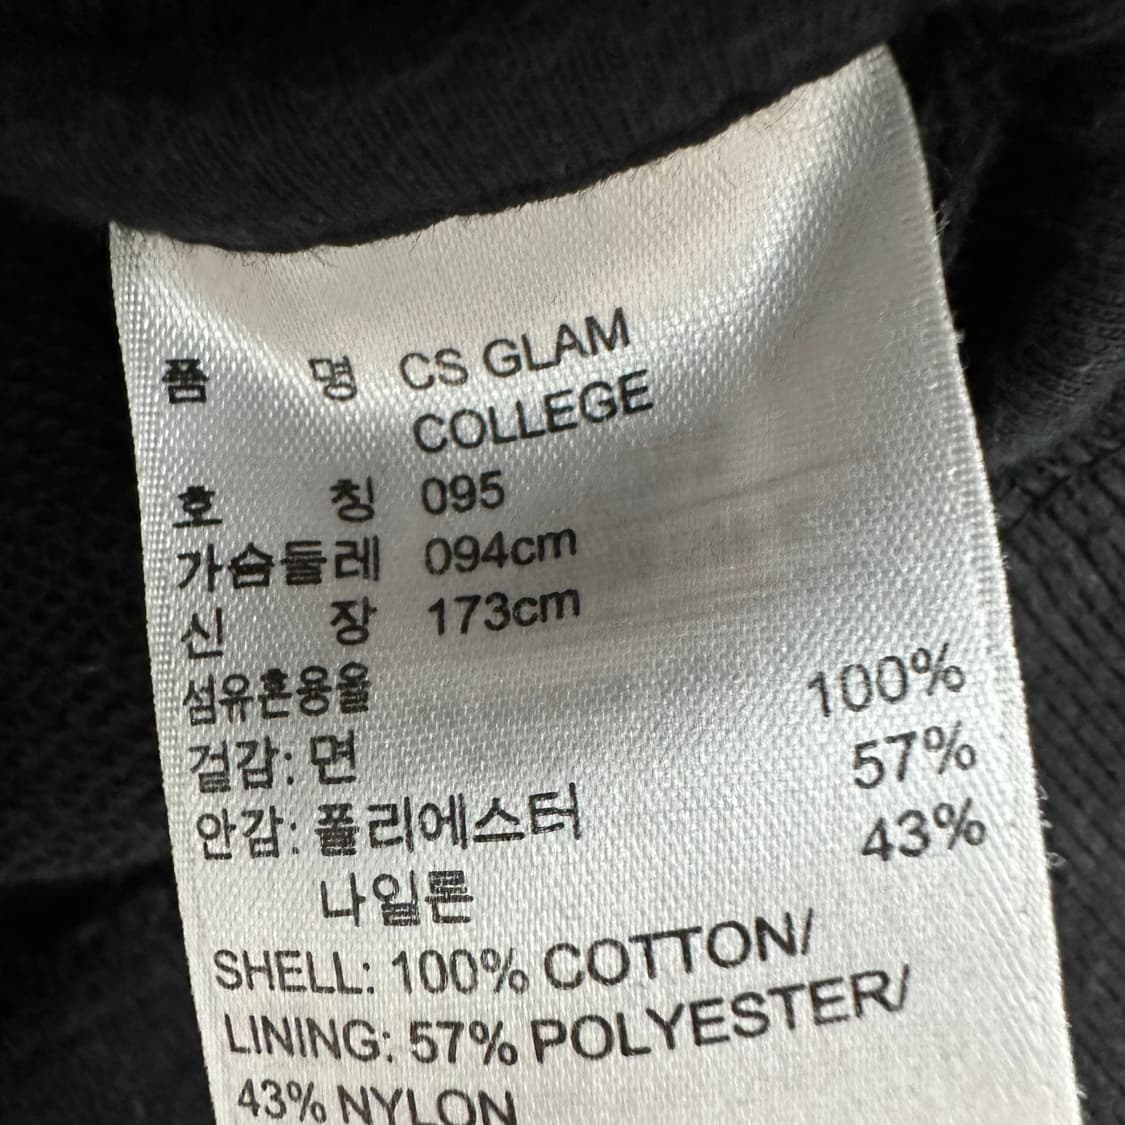 품 명 CS GLAM
COLLEGE
호 칭 095
가슴둘레 094cm
신 장 173cm
섬유혼용율
겉감: 면 100%
안감: 폴리에스터 57%
나일론 43%
SHELL: 100% COTTON/
LINING: 57% POLYESTER/
43% NYLON